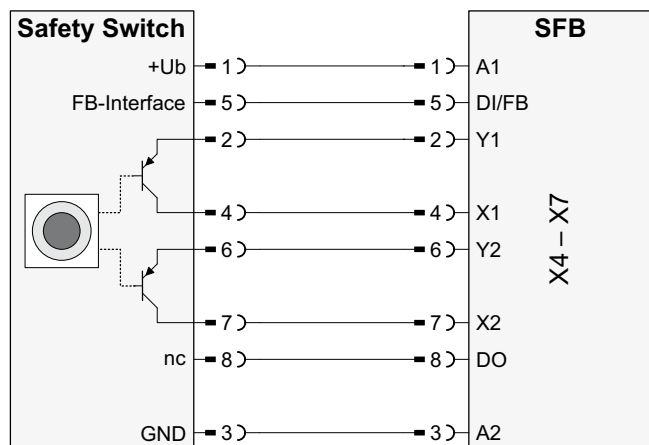 Safety Switch SFB
+Ub 1 1 A1
FB-Interface 5 5 DI/FB
2 2 Y1
4 4 X1
6 6 Y2
X4 – X7
7 7 X2
nc 8 8 DO
GND 3 3 A2